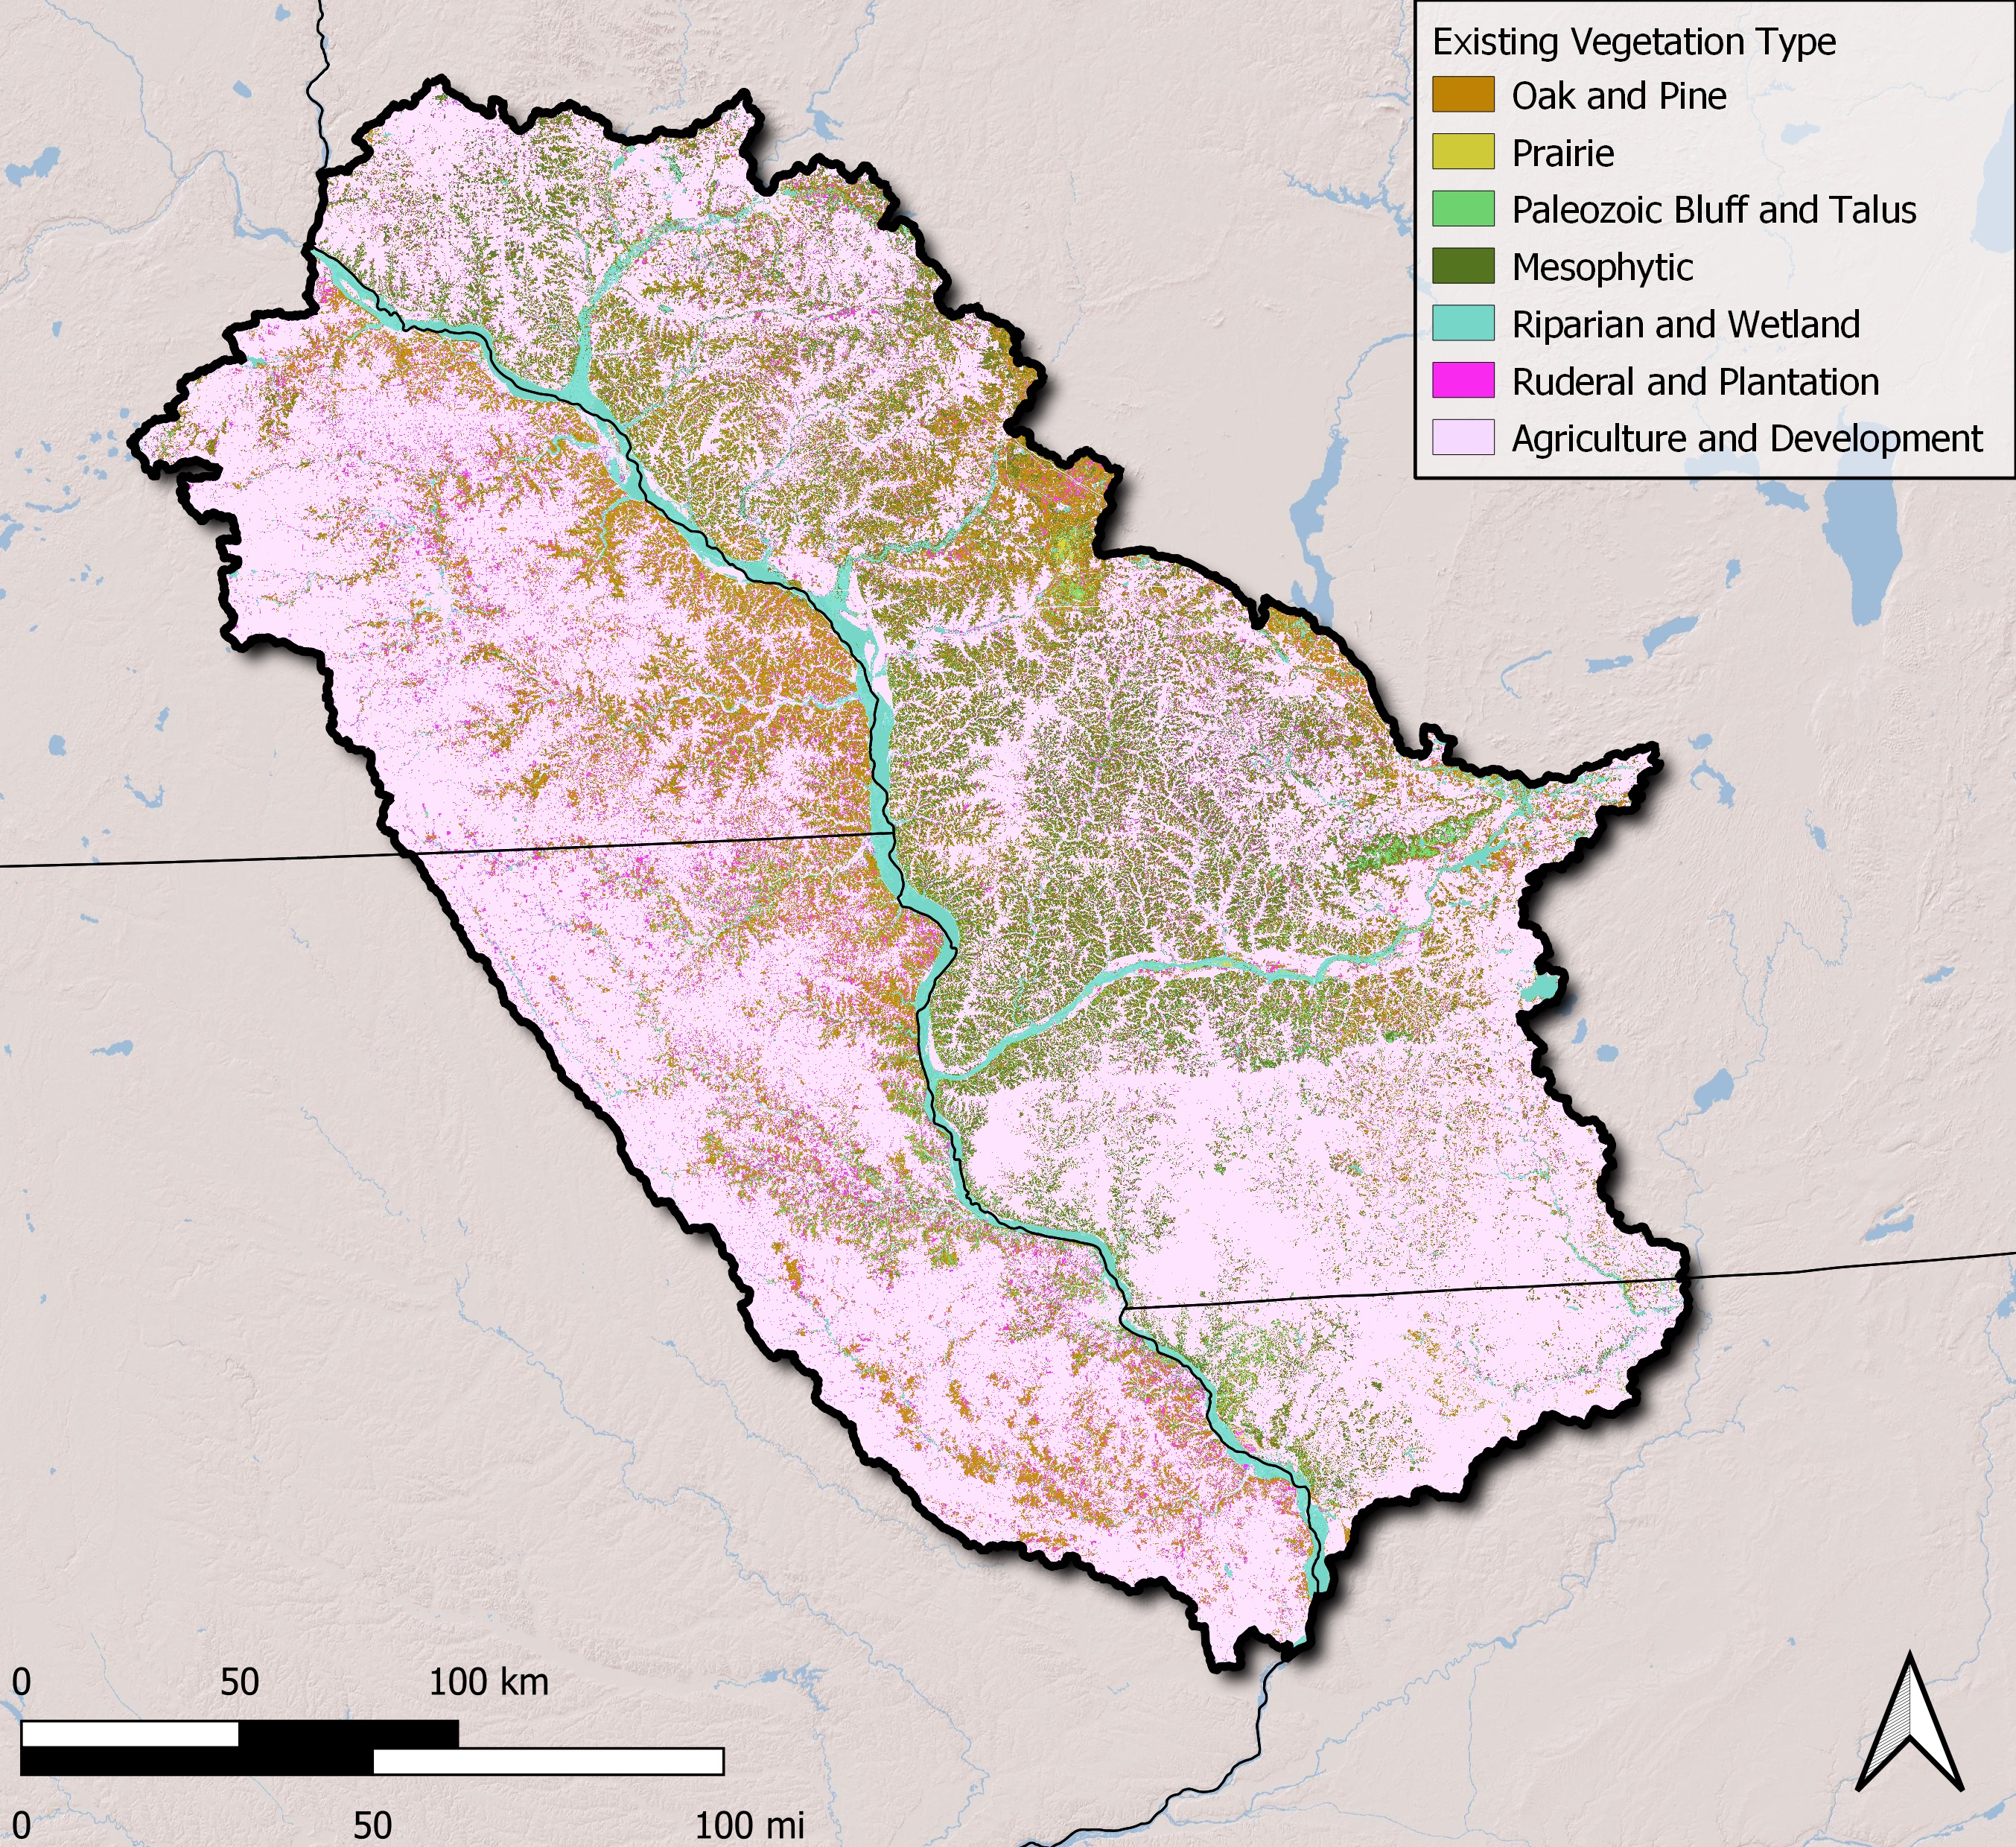 Existing Vegetation Type
Oak and Pine
Prairie
Paleozoic Bluff and Talus
Mesophytic
Riparian and Wetland
Ruderal and Plantation
Agriculture and Development
0 50 100 km
0 50 100 mi